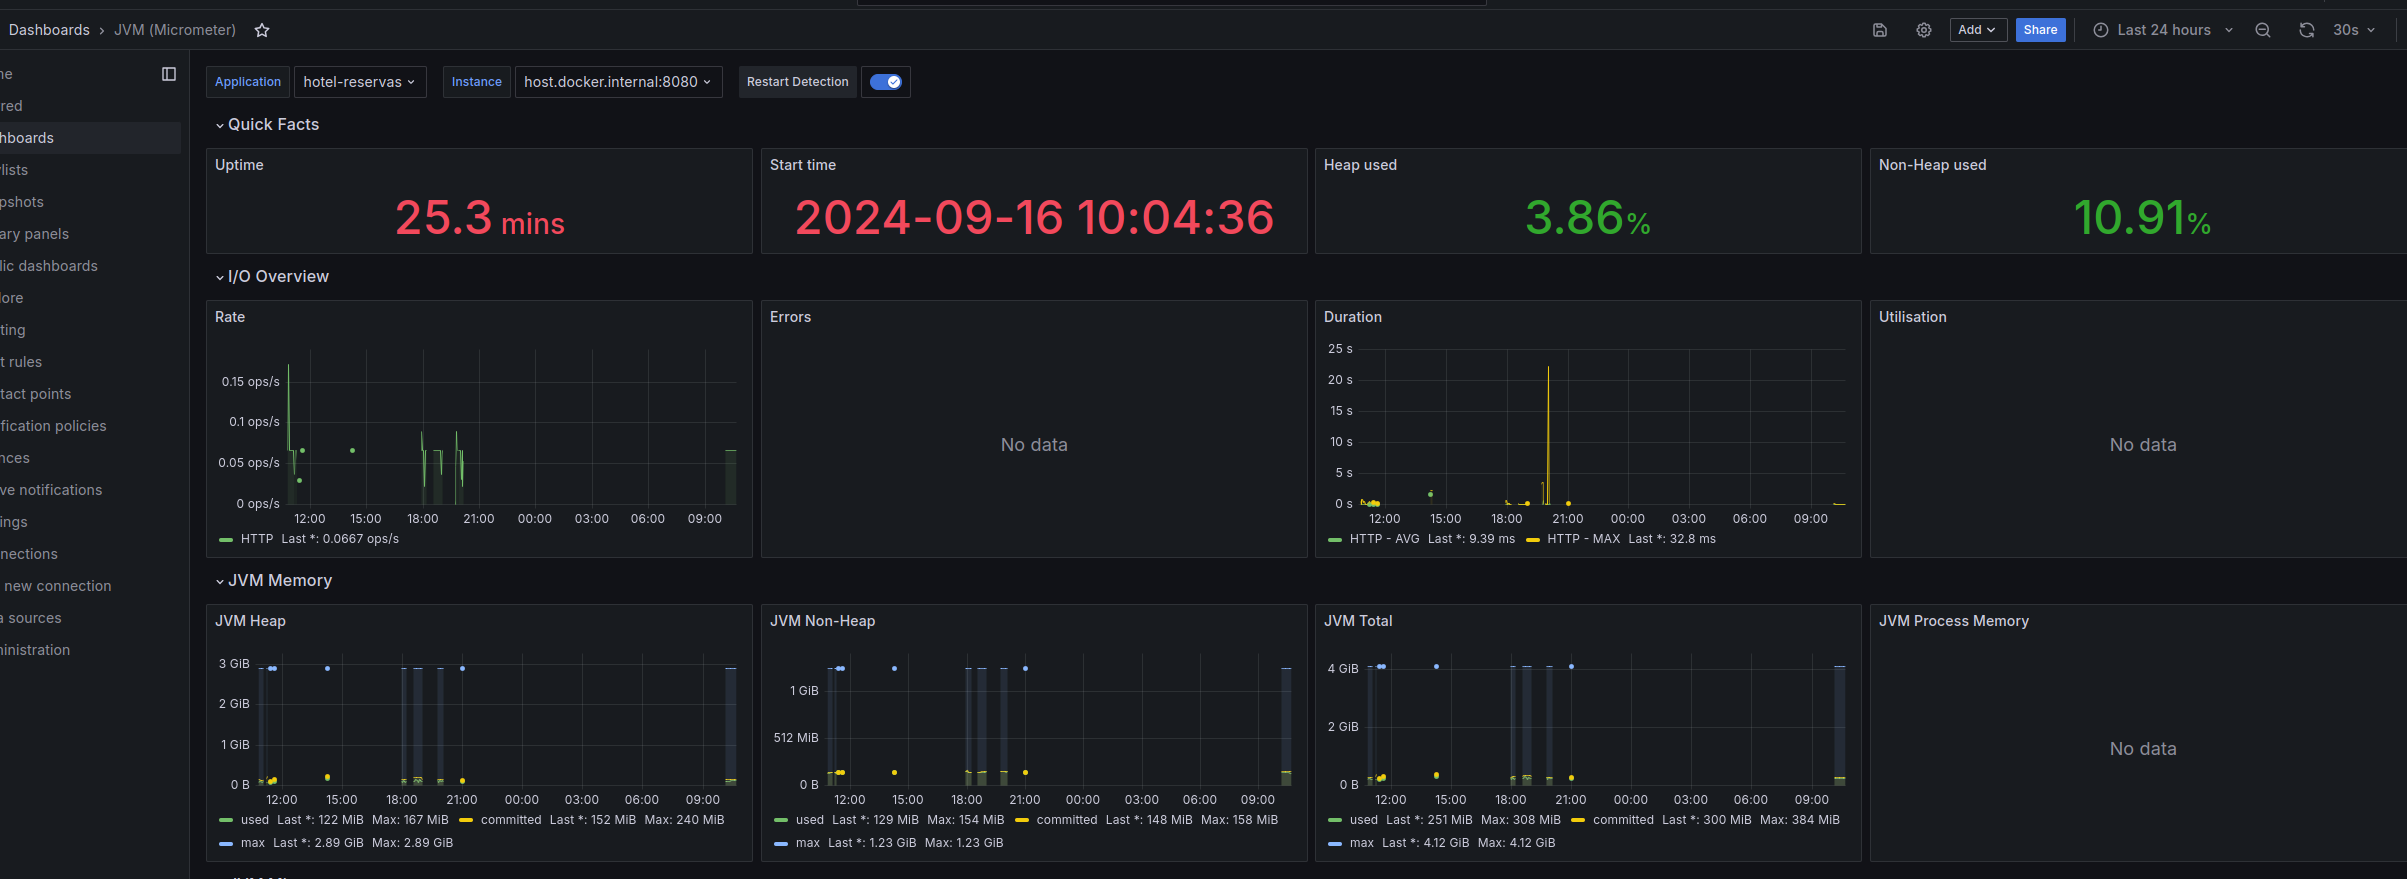 Dashboards › JVM (Micrometer)
Add
Share
Last 24 hours
30s
me
red
hboards
lists
pshots
ary panels
lic dashboards
lore
ting
t rules
tact points
fication policies
nces
ve notifications
ings
nections
new connection
a sources
ministration
Application hotel-reservas Instance host.docker.internal:8080 Restart Detection
Quick Facts
Uptime
25.3 mins
Start time
2024-09-16 10:04:36
Heap used
3.86%
Non-Heap used
10.91%
I/O Overview
Rate
0.15 ops/s
0.1 ops/s
0.05 ops/s
0 ops/s
12:00 15:00 18:00 21:00 00:00 03:00 06:00 09:00
HTTP Last *: 0.0667 ops/s
Errors
No data
Duration
25 s
20 s
15 s
10 s
5 s
0 s
12:00 15:00 18:00 21:00 00:00 03:00 06:00 09:00
HTTP - AVG Last *: 9.39 ms HTTP - MAX Last *: 32.8 ms
Utilisation
No data
JVM Memory
JVM Heap
3 GiB
2 GiB
1 GiB
0 B
12:00 15:00 18:00 21:00 00:00 03:00 06:00 09:00
used Last *: 122 MiB Max: 167 MiB committed Last *: 152 MiB Max: 240 MiB
max Last *: 2.89 GiB Max: 2.89 GiB
JVM Non-Heap
1 GiB
512 MiB
0 B
12:00 15:00 18:00 21:00 00:00 03:00 06:00 09:00
used Last *: 129 MiB Max: 154 MiB committed Last *: 148 MiB Max: 158 MiB
max Last *: 1.23 GiB Max: 1.23 GiB
JVM Total
4 GiB
2 GiB
0 B
12:00 15:00 18:00 21:00 00:00 03:00 06:00 09:00
used Last *: 251 MiB Max: 308 MiB committed Last *: 300 MiB Max: 384 MiB
max Last *: 4.12 GiB Max: 4.12 GiB
JVM Process Memory
No data